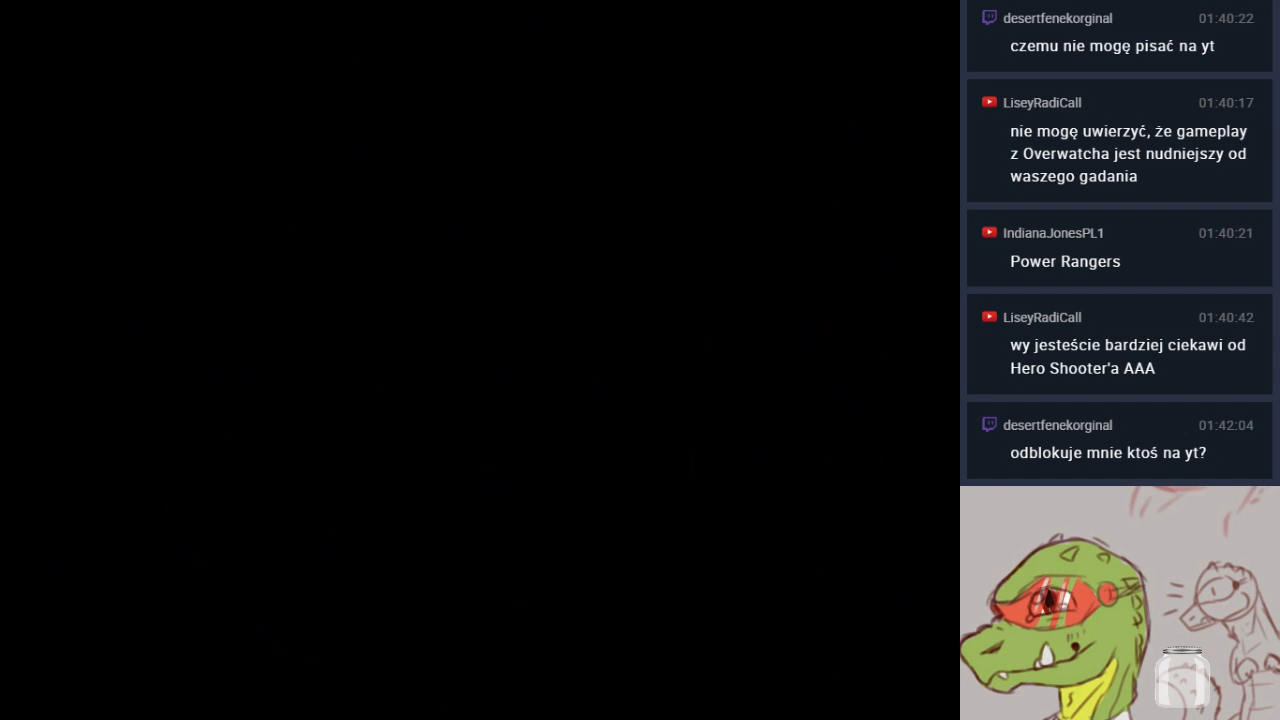 desertfenekorginal 01:40:22
czemu nie mogę pisać na yt
LiseyRadiCall 01:40:17
nie mogę uwierzyć, że gameplay
z Overwatcha jest nudniejszy od
waszego gadania
IndianaJonesPL1 01:40:21
Power Rangers
LiseyRadiCall 01:40:42
wy jesteście bardziej ciekawi od
Hero Shooter'a AAA
desertfenekorginal 01:42:04
odblokuje mnie ktoś na yt?